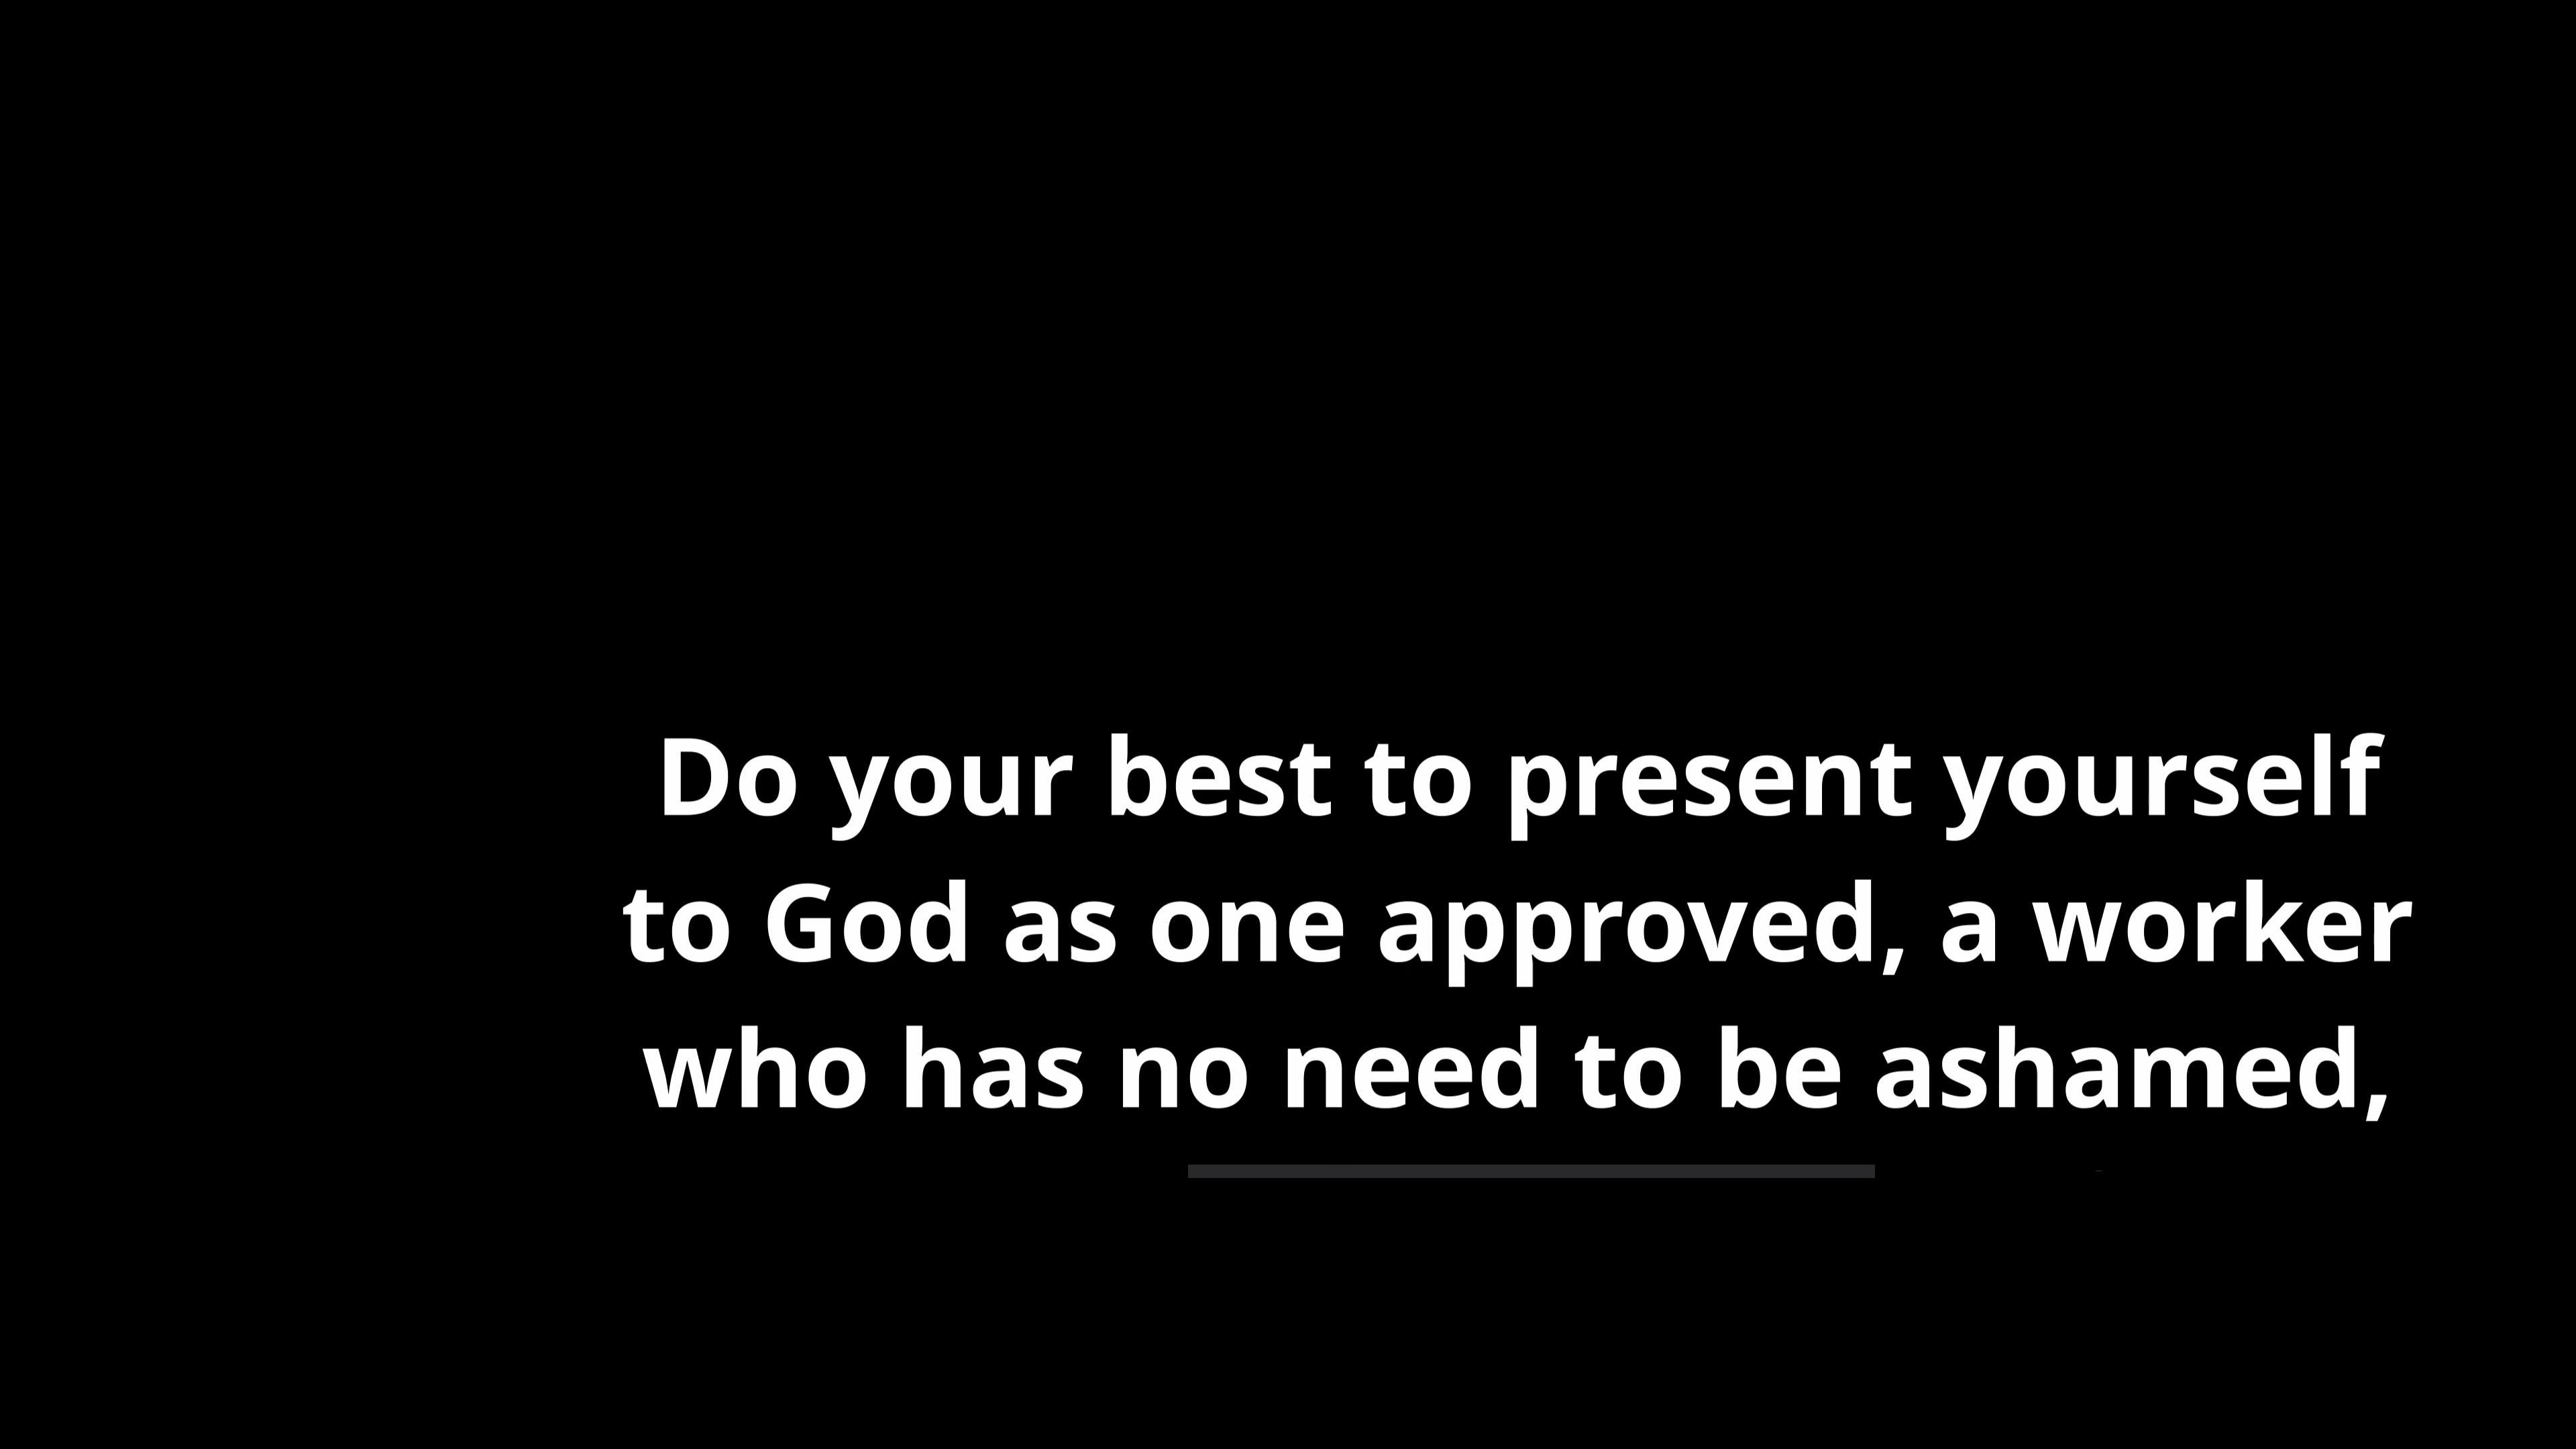 Do your best to present yourself
to God as one approved, a worker
who has no need to be ashamed,